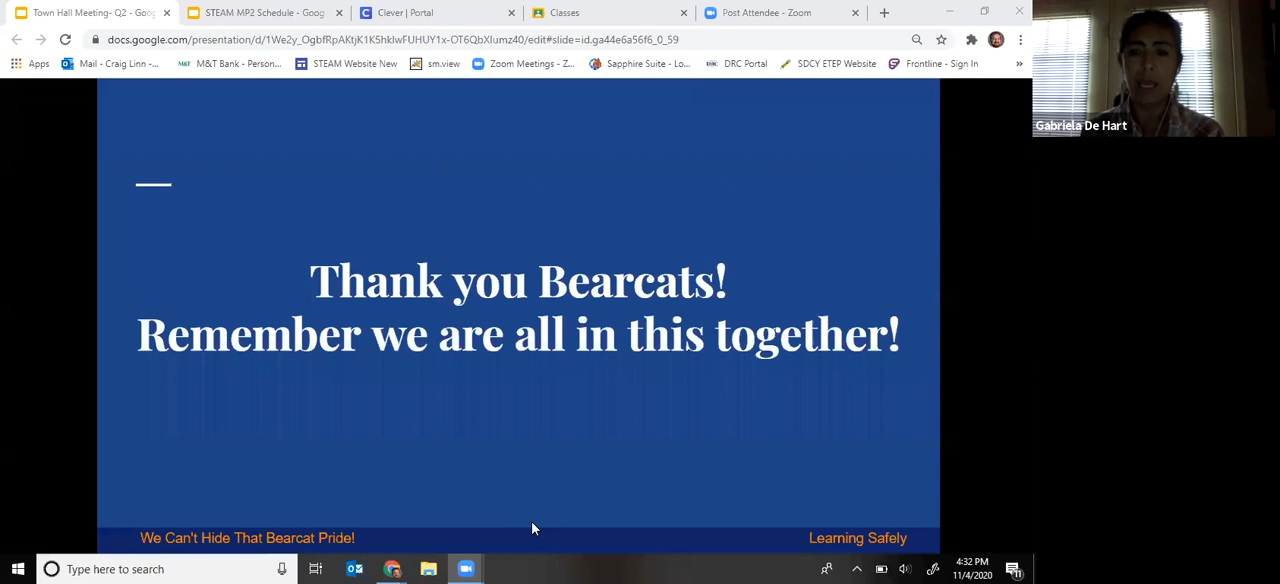 Town Hall Meeting- Q2 - Goog
STEAM MP2 Schedule - Goog
Clever | Portal
Classes
Post Attendee - Zoom
docs.google.com/presentation/d/1We2y_OgbfRpAKtjK1K5hkIwFUHUY1x-OT6QbXIumz40/edit#slide=id.ga44e6a56f6_0_59
Apps
Mail - Craig Linn -...
M&T Bank - Person...
STEAM Website New
sm.view
Zoom Meetings - Z...
Sapphire Suite - Lo...
DRC Portal
SDCY ETEP Website
Frontline - Sign In
Gabriela De Hart
Thank you Bearcats!
Remember we are all in this together!
We Can't Hide That Bearcat Pride!
Learning Safely
Type here to search
4:32 PM
11/4/2020